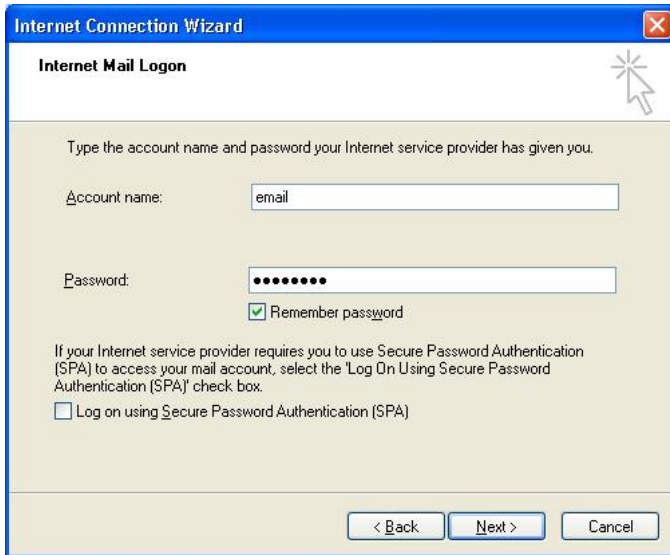 Internet Connection Wizard
Internet Mail Logon
Type the account name and password your Internet service provider has given you.
Account name: email
Password: ●●●●●●●●
Remember password
If your Internet service provider requires you to use Secure Password Authentication
(SPA) to access your mail account, select the 'Log On Using Secure Password
Authentication (SPA)' check box.
Log on using Secure Password Authentication (SPA)
< Back Next > Cancel